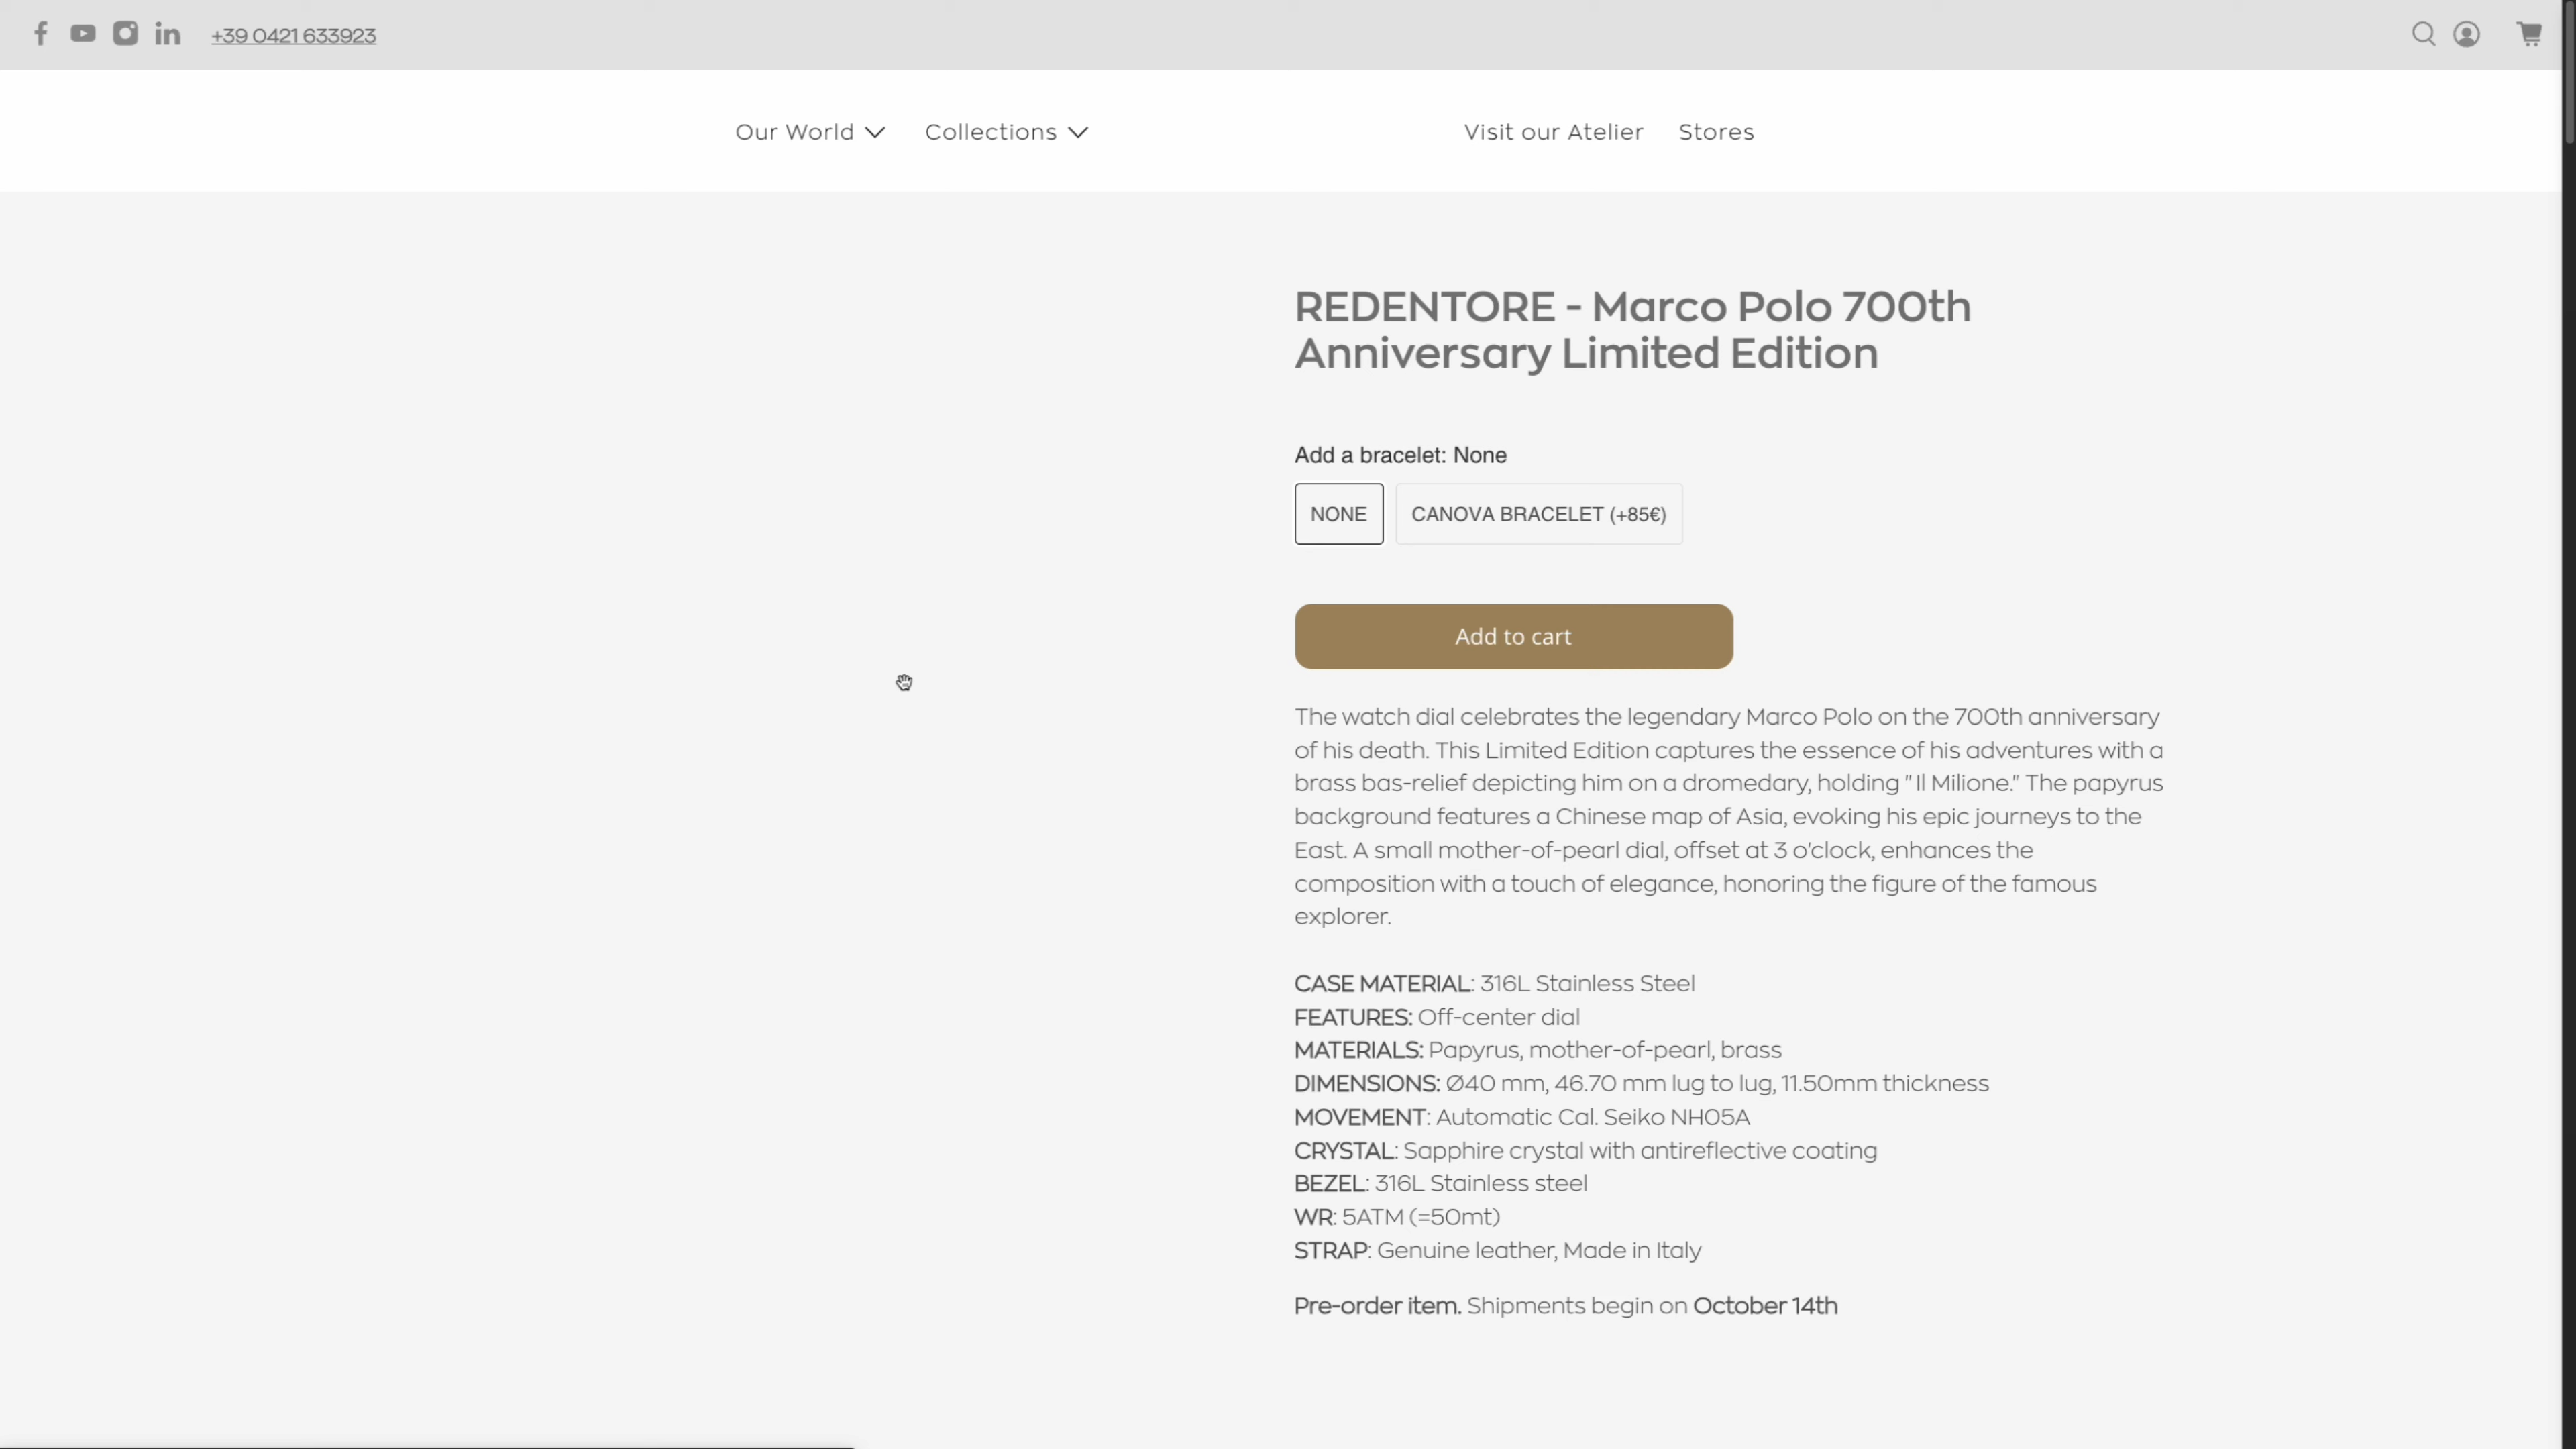 +39 0421 633923
Our World
Collections
Visit our Atelier
Stores
REDENTORE - Marco Polo 700th
Anniversary Limited Edition
Add a bracelet: None
NONE
CANOVA BRACELET (+85€)
Add to cart
The watch dial celebrates the legendary Marco Polo on the 700th anniversary
of his death. This Limited Edition captures the essence of his adventures with a
brass bas-relief depicting him on a dromedary, holding "Il Milione." The papyrus
background features a Chinese map of Asia, evoking his epic journeys to the
East. A small mother-of-pearl dial, offset at 3 o'clock, enhances the
composition with a touch of elegance, honoring the figure of the famous
explorer.
CASE MATERIAL: 316L Stainless Steel
FEATURES: Off-center dial
MATERIALS: Papyrus, mother-of-pearl, brass
DIMENSIONS: Ø40 mm, 46.70 mm lug to lug, 11.50mm thickness
MOVEMENT: Automatic Cal. Seiko NH05A
CRYSTAL: Sapphire crystal with antireflective coating
BEZEL: 316L Stainless steel
WR: 5ATM (=50mt)
STRAP: Genuine leather, Made in Italy
Pre-order item. Shipments begin on October 14th